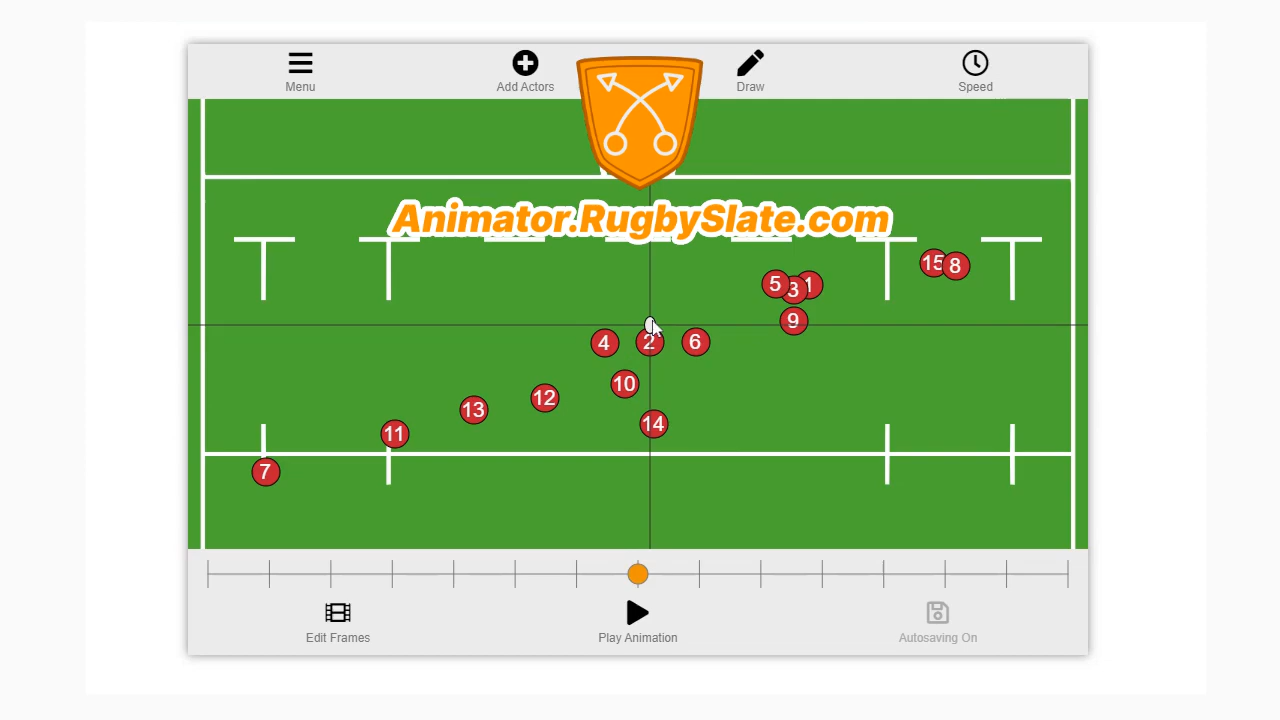 Menu
Add Actors
Draw
Speed
Animator.RugbySlate.com
15
8
5
3
1
9
4
2
6
10
12
13
14
11
7
Edit Frames
Play Animation
Autosaving On